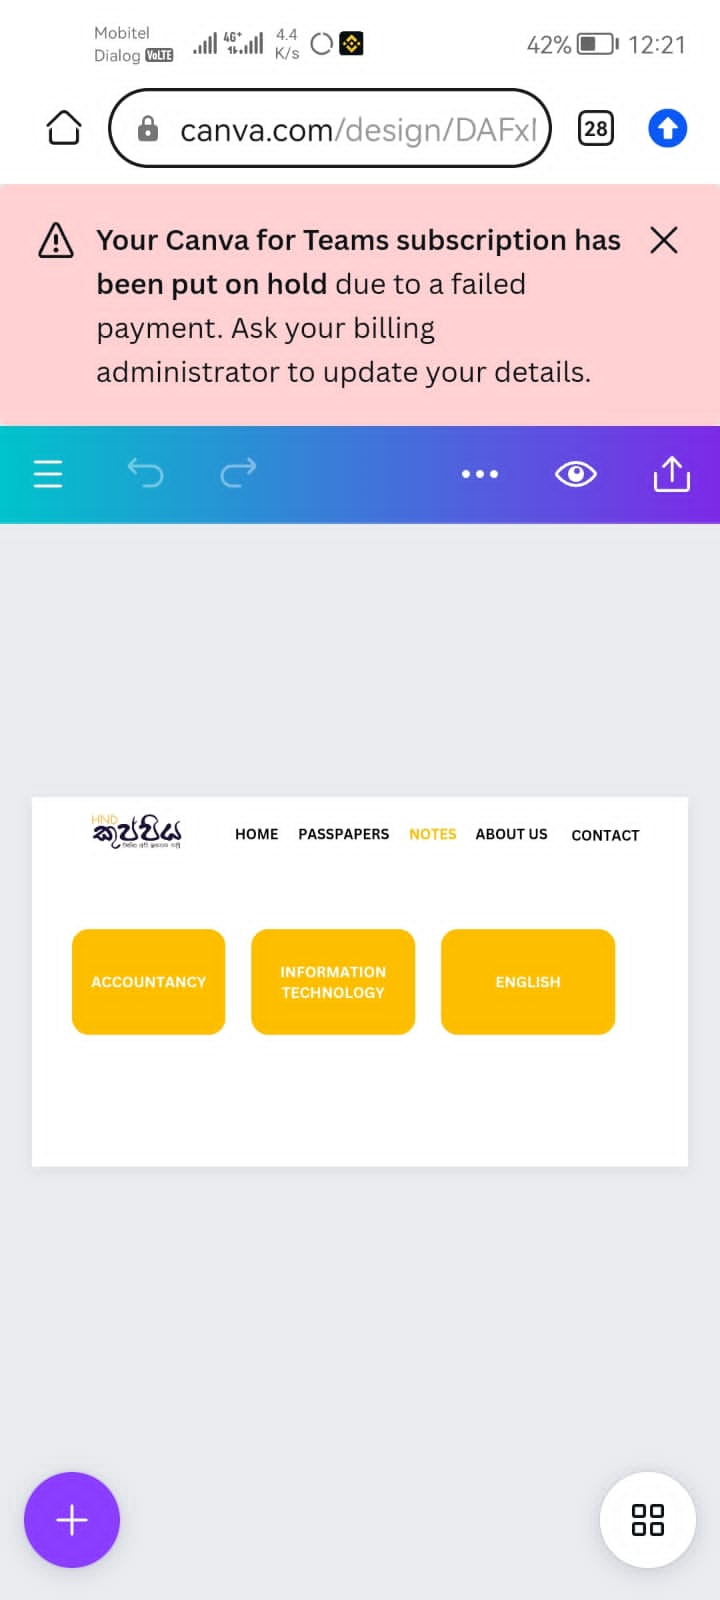 Mobitel
Dialog VoLTE
4G+
4.4
K/s
42%
12:21
canva.com/design/DAFxl
28
Your Canva for Teams subscription has
been put on hold due to a failed
payment. Ask your billing
administrator to update your details.
HND
කුප්පිය
HOME PASSPAPERS NOTES ABOUT US CONTACT
ACCOUNTANCY
INFORMATION
TECHNOLOGY
ENGLISH